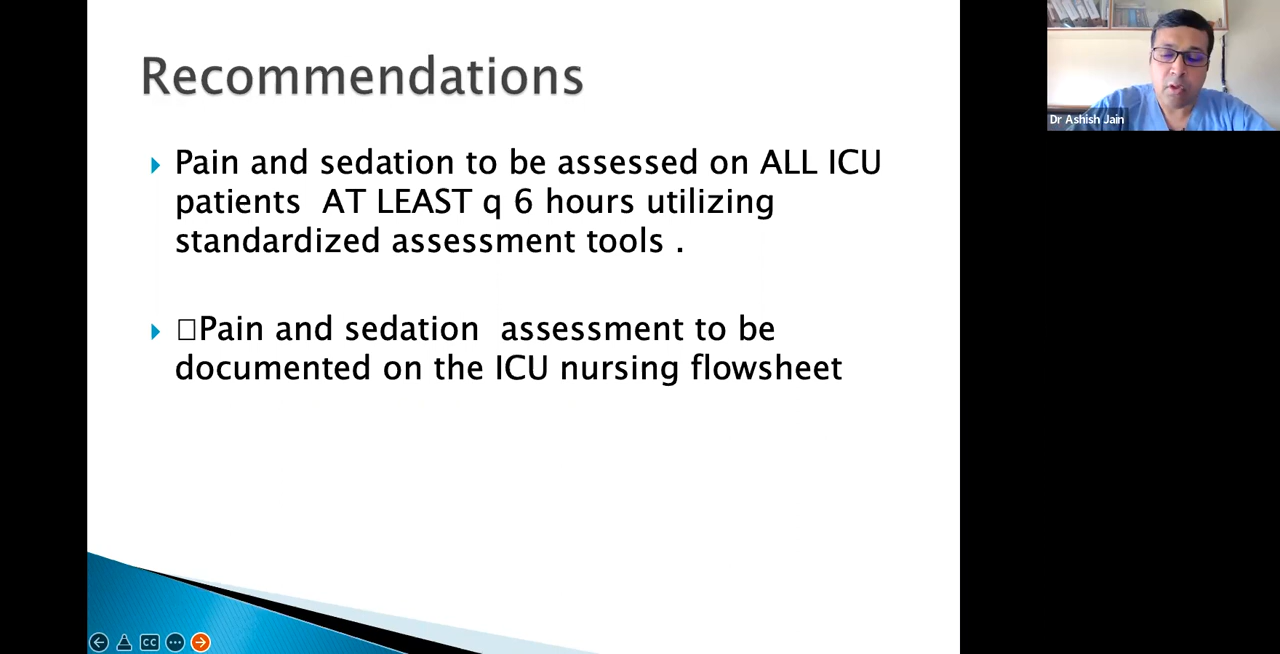 Recommendations
Pain and sedation to be assessed on ALL ICU
patients  AT LEAST q 6 hours utilizing
standardized assessment tools .
□Pain and sedation  assessment to be
documented on the ICU nursing flowsheet
Dr Ashish Jain
CC